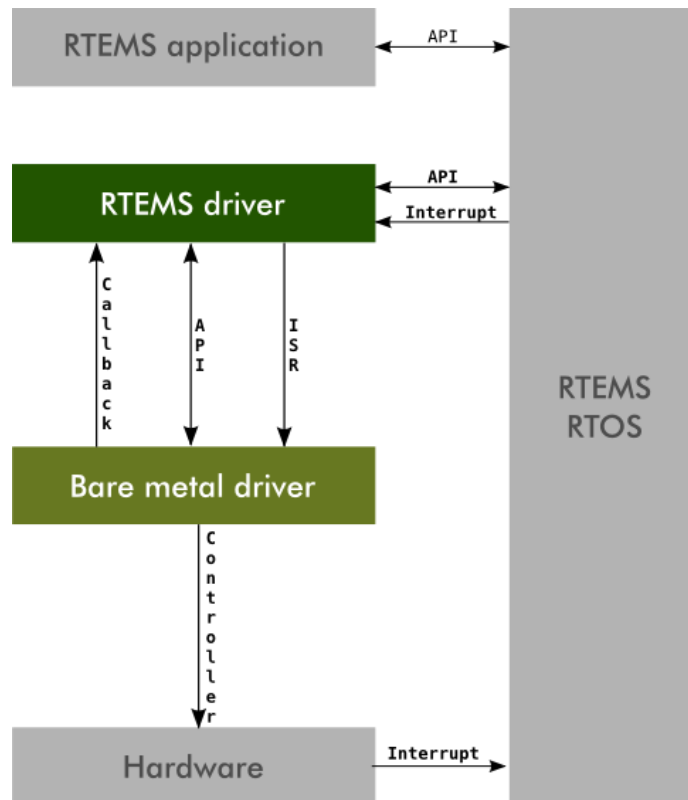 RTEMS application
API
RTEMS driver
API
Interrupt
Callback
API
ISR
RTEMS
RTOS
Bare metal driver
Controller
Hardware
Interrupt